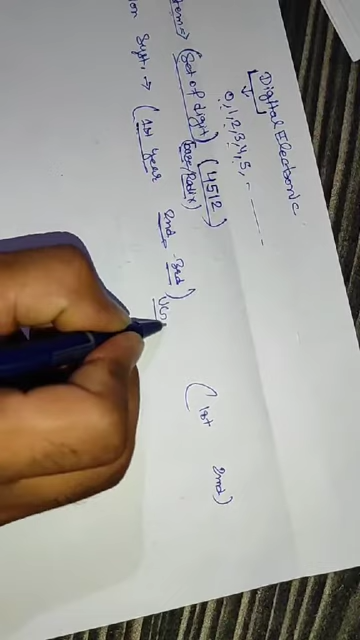 Digital Electronic
0, 1, 2, 3, 4, 5, - - - - -
(Set of digit) (4512)
(Base/Radix)
Syst. → (1st year
2nd - 3rd)
(1st 2nd)